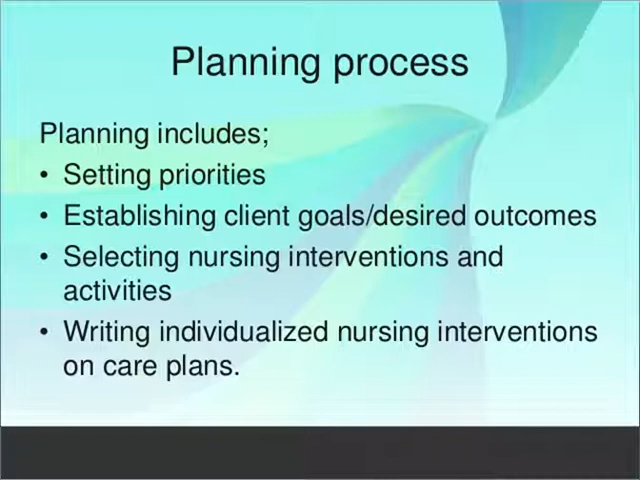 Planning process
Planning includes;
• Setting priorities
• Establishing client goals/desired outcomes
• Selecting nursing interventions and
activities
• Writing individualized nursing interventions
on care plans.